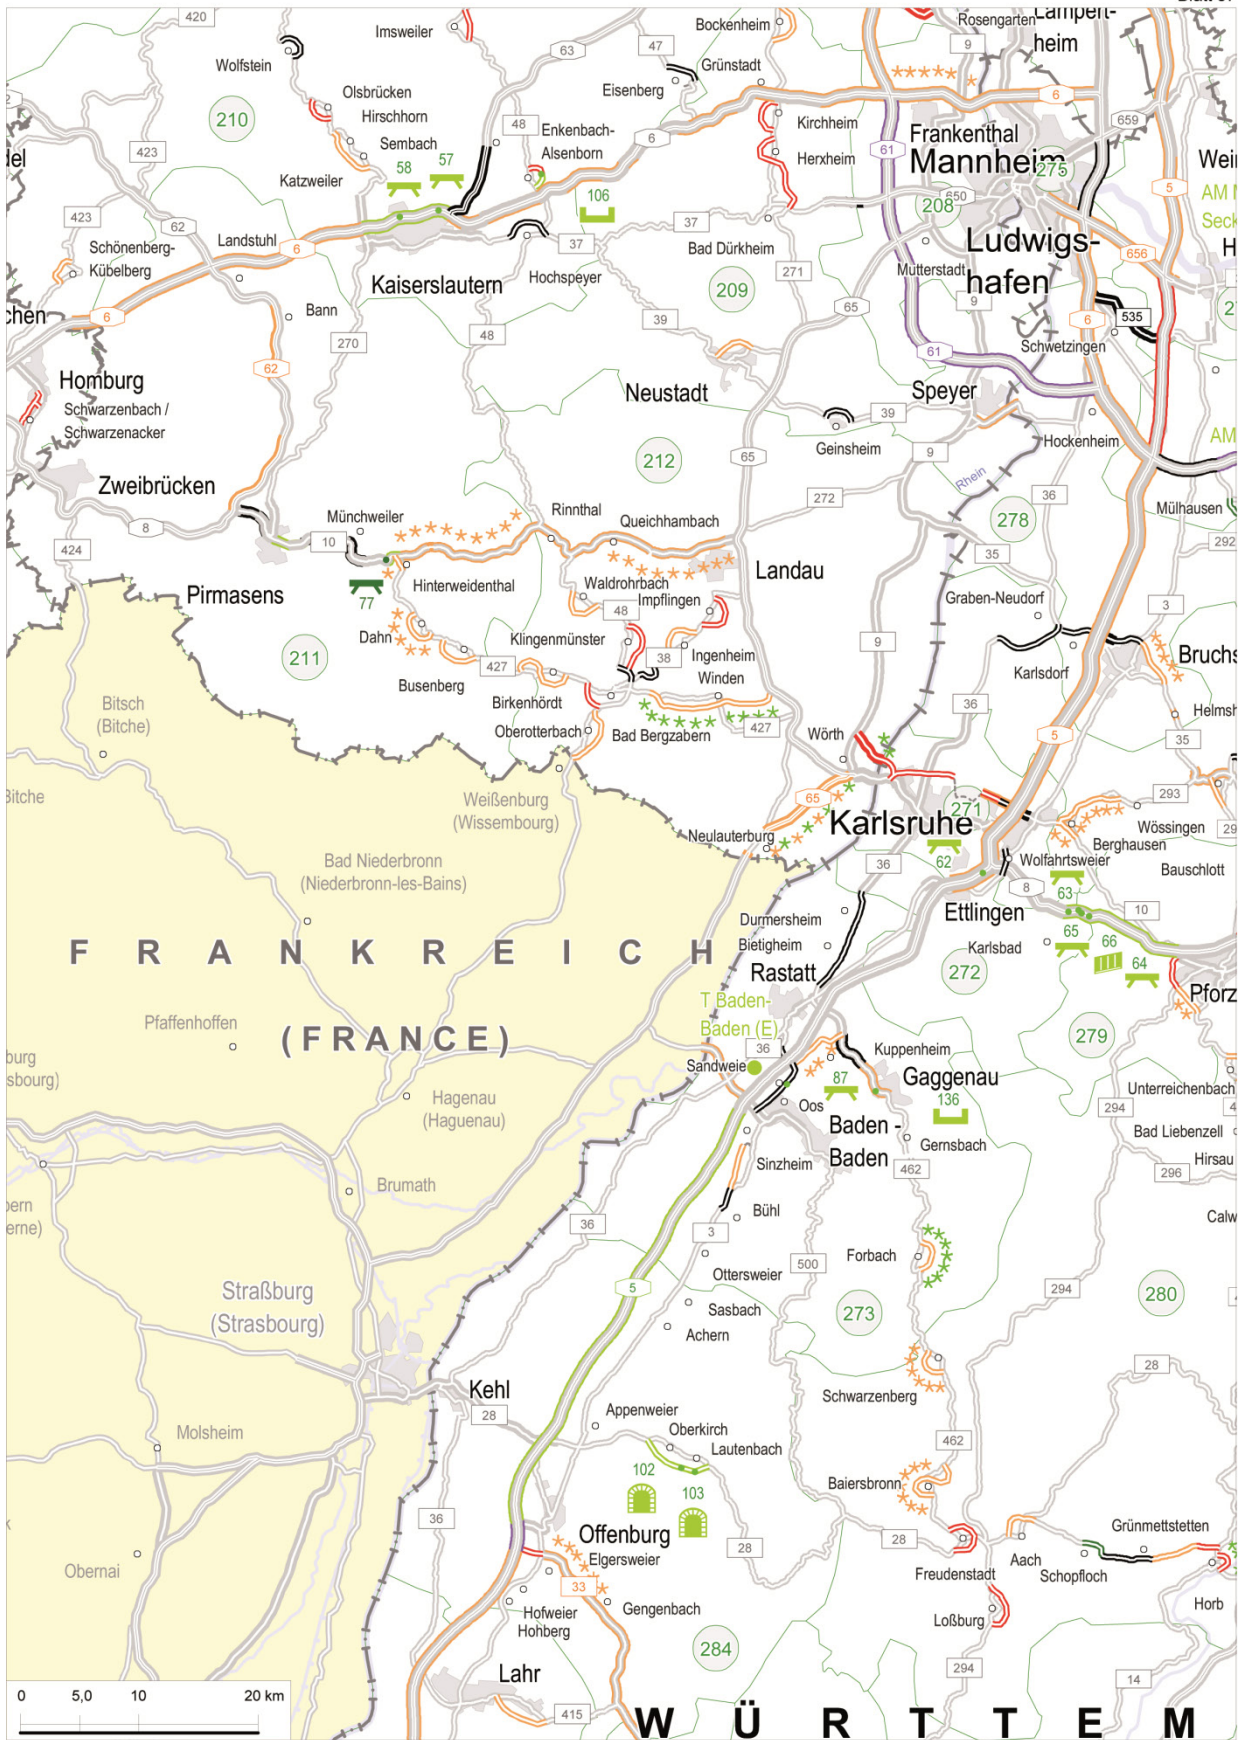 420
Imsweiler
63
47
Bockenheim
Rosengarten
Lampert-
heim
9
Wolfstein
Grünstadt
Eisenberg
Olsbrücken
Hirschhorn
210
48
Enkenbach-
Alsenborn
6
6
659
Kirchheim
Frankenthal
Mannheim
61
Herxheim
423
Sembach
58
57
Katzweiler
106
275
5
650
208
423
62
Schönenberg-
Kübelberg
Landstuhl
6
37
37
Bad Dürkheim
Hochspeyer
Kaiserslautern
Ludwigs-
hafen
Mutterstadt
9
656
271
209
65
6
Bann
6
270
48
39
535
Schwetzingen
61
62
Homburg
Schwarzenbach /
Schwarzenacker
Neustadt
Speyer
39
Geinsheim
Hockenheim
9
AM
212
65
Rhein
Zweibrücken
8
272
36
Münchweiler
Rinnthal
Queichhambach
278
Mülhausen
292
10
424
35
Landau
Pirmasens
77
Hinterweidenthal
Waldrohrbach
Impflingen
48
Graben-Neudorf
3
Dahn
Klingenmünster
211
427
38
Ingenheim
Winden
9
Karlsdorf
Busenberg
Birkenhördt
Oberotterbach
Bad Bergzabern
427
Wörth
36
5
35
Bitsch
(Bitche)
Weißenburg
(Wissembourg)
65
Karlsruhe
271
293
Wössingen
Neulauterburg
Berghausen
62
36
Wolfahrtsweier
Bauschlott
Bad Niederbronn
(Niederbronn-les-Bains)
63
8
Ettlingen
10
Durmersheim
Bietigheim
Karlsbad
65
66
64
FRANKREICH
Rastatt
272
T Baden-
Baden (E)
Pfaffenhoffen
(FRANCE)
279
36
Sandweie
Kuppenheim
Gaggenau
87
136
Unterreichenbach
294
Hagenau
(Haguenau)
Oos
Baden -
Baden
Gernsbach
Bad Liebenzell
Hirsau
Sinzheim
462
296
Brumath
Bühl
36
3
Forbach
500
Ottersweier
5
294
280
Straßburg
(Strasbourg)
Sasbach
273
Achern
28
Kehl
28
Schwarzenberg
Appenweier
Oberkirch
Lautenbach
Molsheim
462
102
103
Baiersbronn
36
Offenburg
Elgersweier
28
28
Grünmettstetten
Aach
Schopfloch
Freudenstadt
Obernai
33
Hofweier
Hohberg
Gengenbach
Loßburg
Horb
284
Lahr
294
14
0 5,0 10 20 km
415
WÜRTTEM